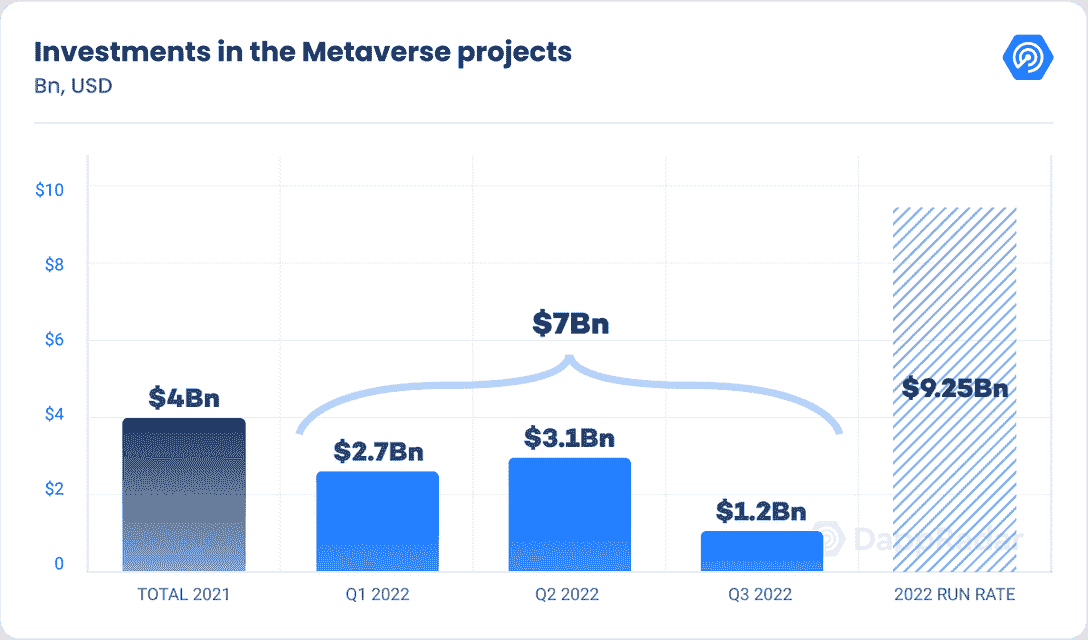 Investments in the Metaverse projects
Bn, USD
$10
$8
$6
$4
$2
0
$4Bn
$2.7Bn
$3.1Bn
$1.2Bn
$7Bn
$9.25Bn
DappRadar
TOTAL 2021
Q1 2022
Q2 2022
Q3 2022
2022 RUN RATE